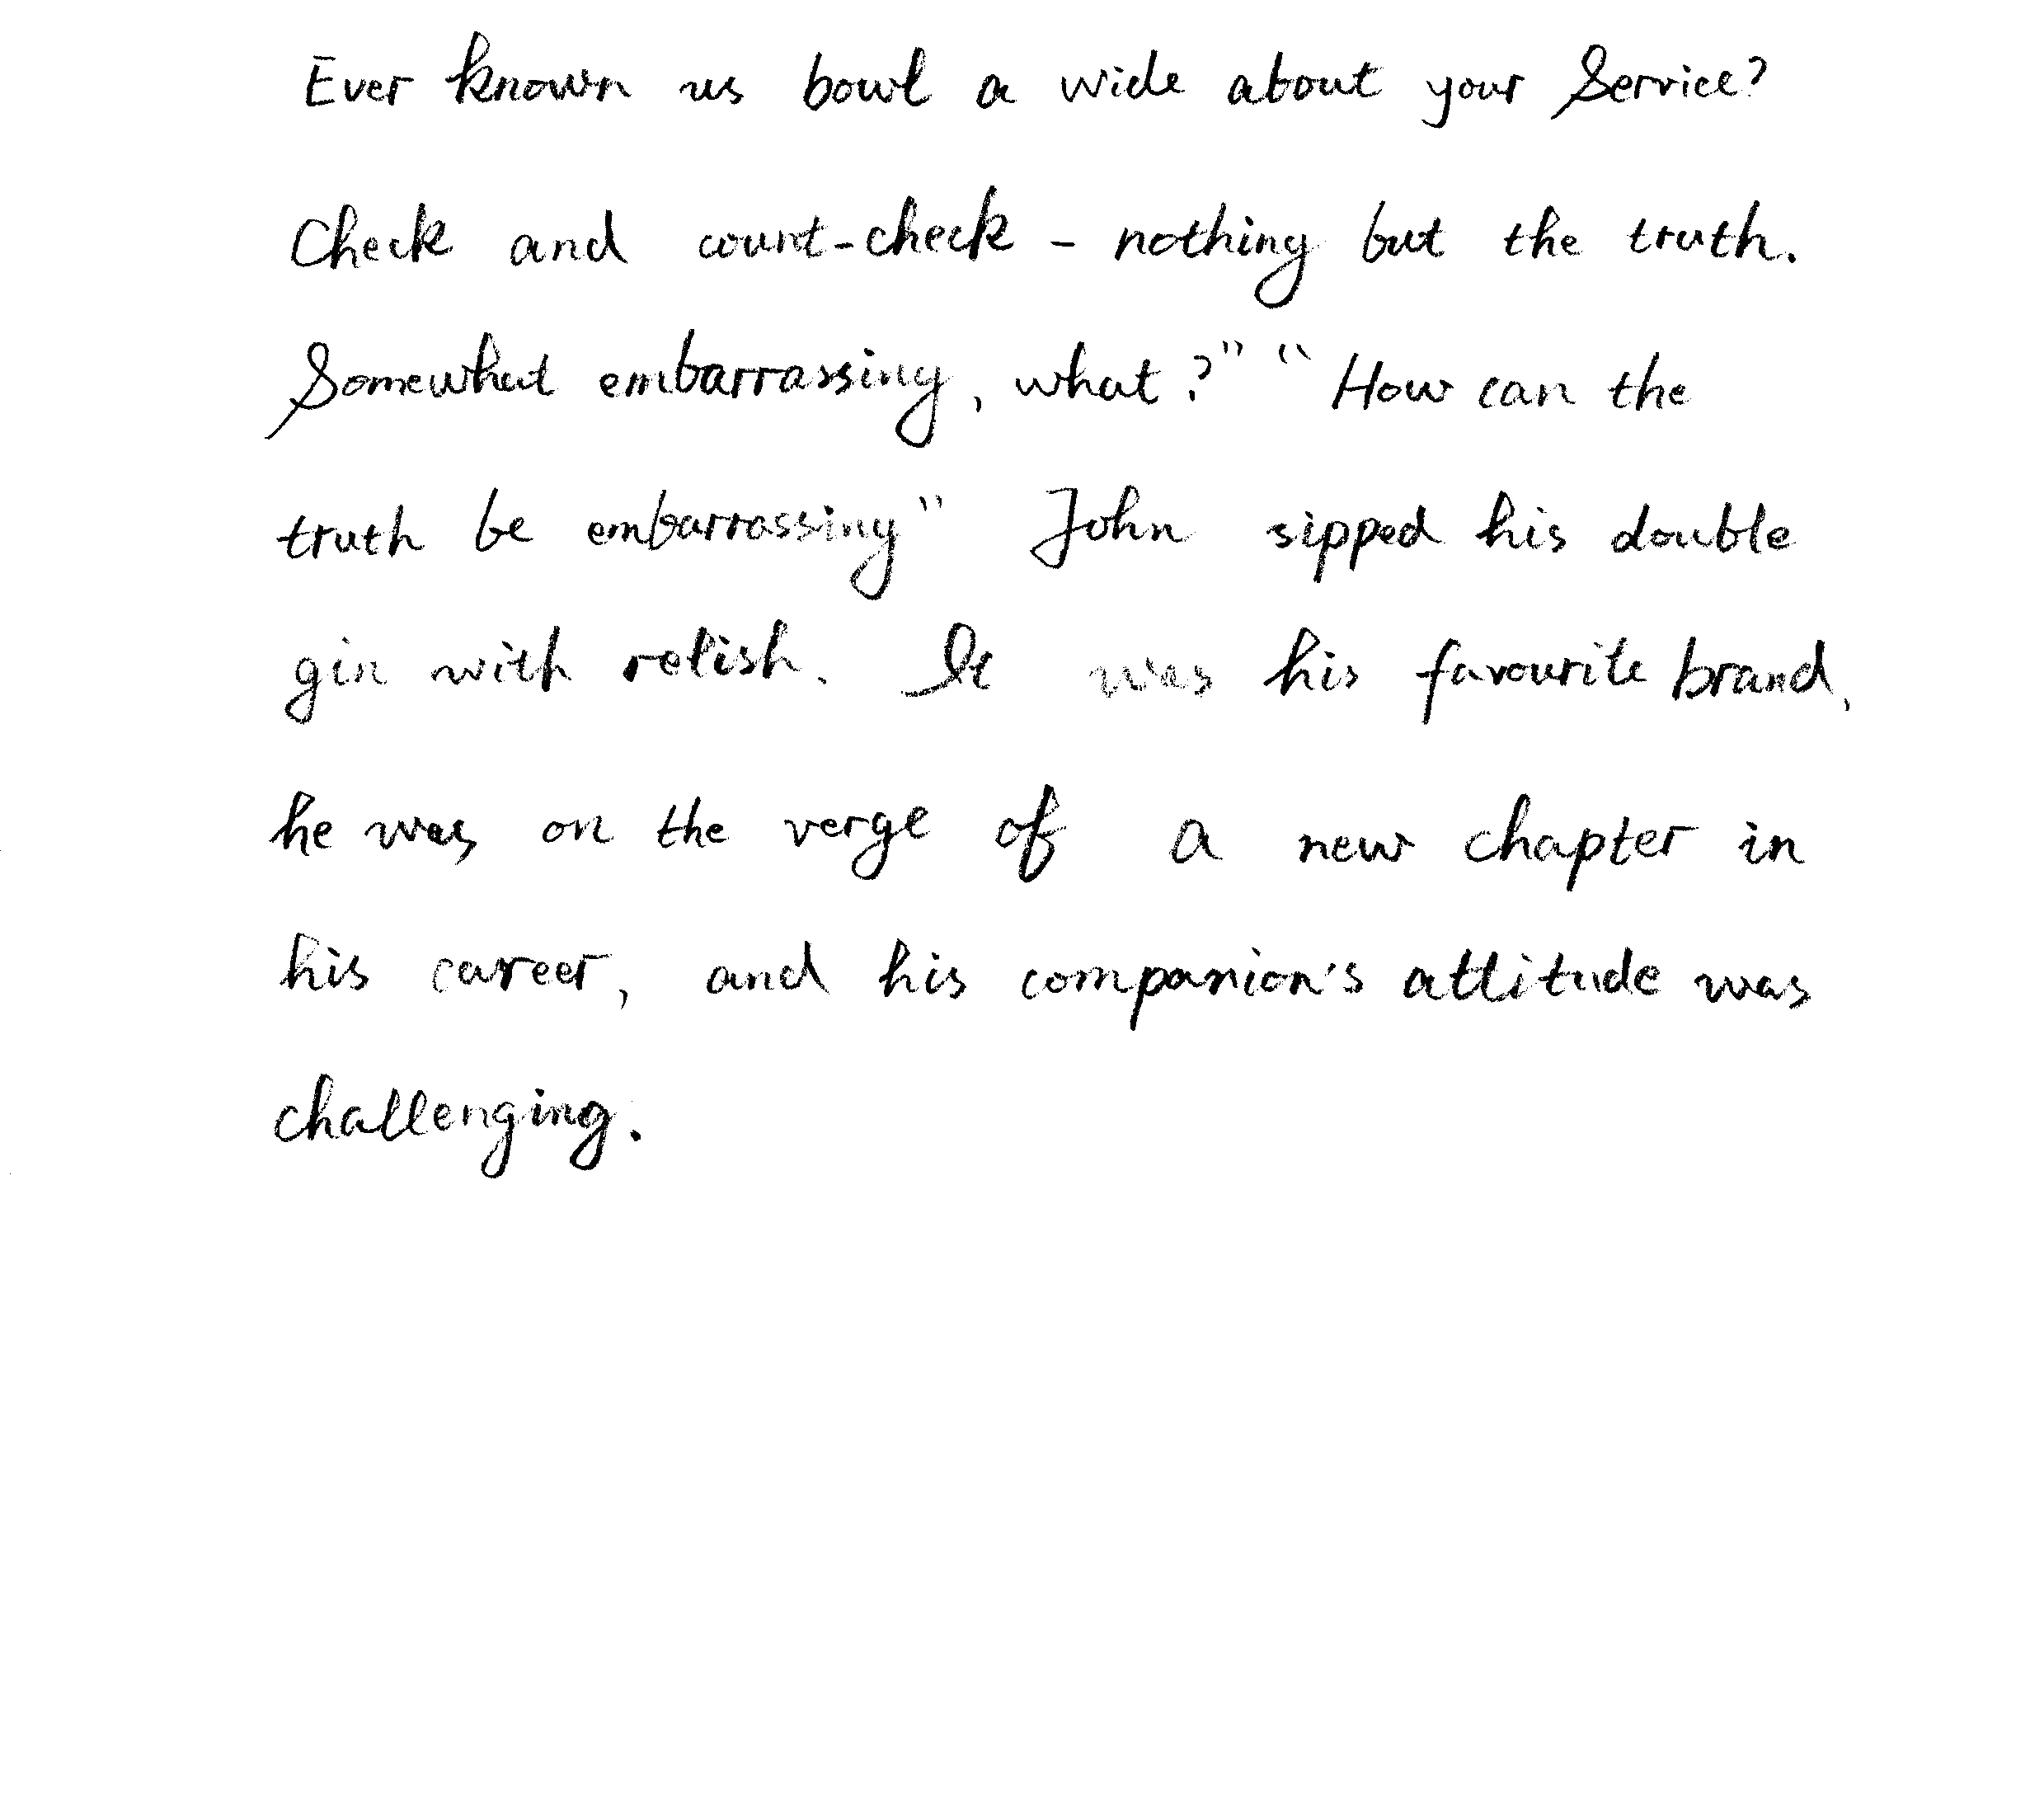 Ever known us bowl a wide about your Service?
Check and count-check - nothing but the truth.
Somewhat embarrassing, what?" "How can the
truth be embarrassing" John sipped his double
gin with relish. It was his favourite brand,
he was on the verge of a new chapter in
his career, and his companion's attitude was
challenging.